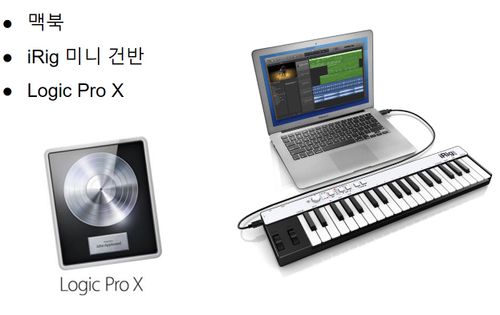 ● 맥북
● iRig 미니 건반
● Logic Pro X
iRig
Logic Pro X